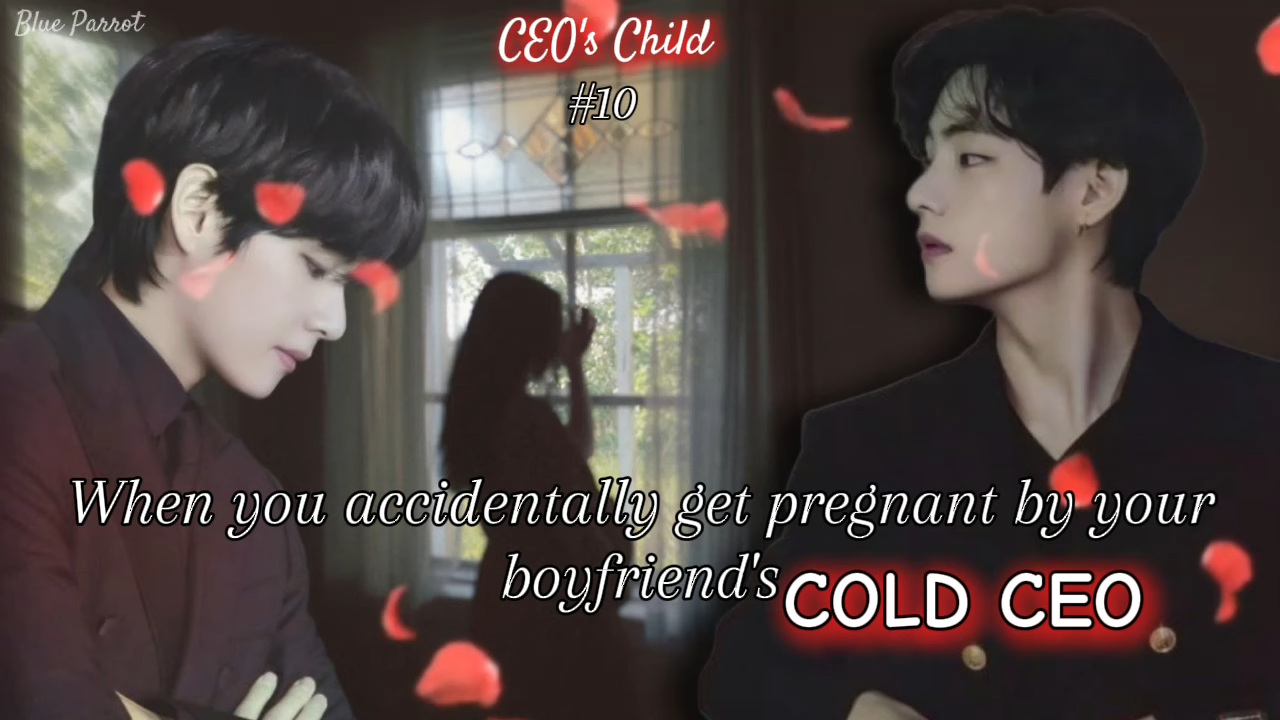 Blue Parrot
CEO's Child
#10
When you accidentally get pregnant by your
boyfriend's COLD CEO